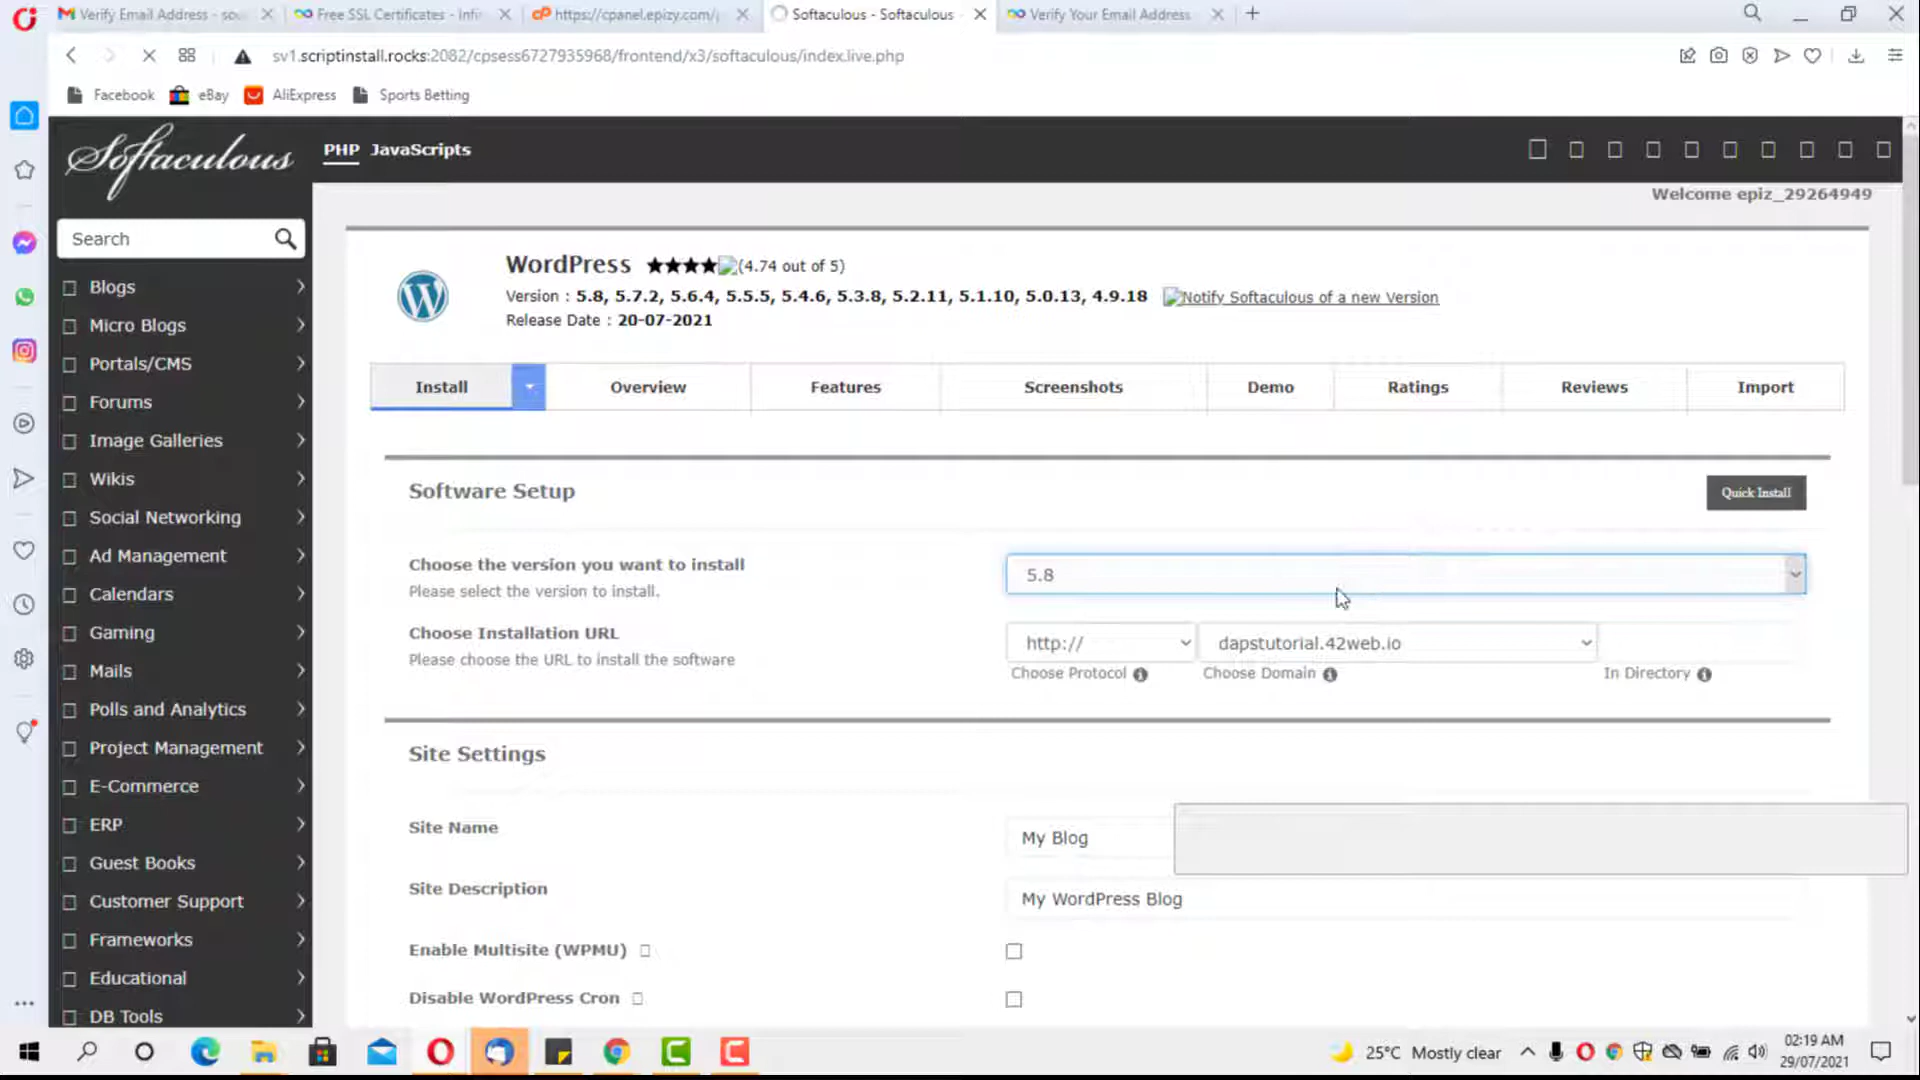 Verify Email Address - sou
Free SSL Certificates - Infi
https://cpanel.epizy.com/
Softaculous - Softaculous
Verify Your Email Address
sv1.scriptinstall.rocks:2082/cpsess6727935968/frontend/x3/softaculous/index.live.php
Facebook
eBay
AliExpress
Sports Betting
Softaculous
PHP
JavaScripts
Welcome epiz_29264949
Search
Blogs
Micro Blogs
Portals/CMS
Forums
Image Galleries
Wikis
Social Networking
Ad Management
Calendars
Gaming
Mails
Polls and Analytics
Project Management
E-Commerce
ERP
Guest Books
Customer Support
Frameworks
Educational
DB Tools
WordPress ★★★★ (4.74 out of 5)
Version : 5.8, 5.7.2, 5.6.4, 5.5.5, 5.4.6, 5.3.8, 5.2.11, 5.1.10, 5.0.13, 4.9.18
Notify Softaculous of a new Version
Release Date : 20-07-2021
Install
Overview
Features
Screenshots
Demo
Ratings
Reviews
Import
Software Setup
Quick Install
Choose the version you want to install
Please select the version to install.
5.8
Choose Installation URL
Please choose the URL to install the software
http://
dapstutorial.42web.io
Choose Protocol
Choose Domain
In Directory
Site Settings
Site Name
My Blog
Site Description
My WordPress Blog
Enable Multisite (WPMU)
Disable WordPress Cron
25°C Mostly clear
02:19 AM
29/07/2021